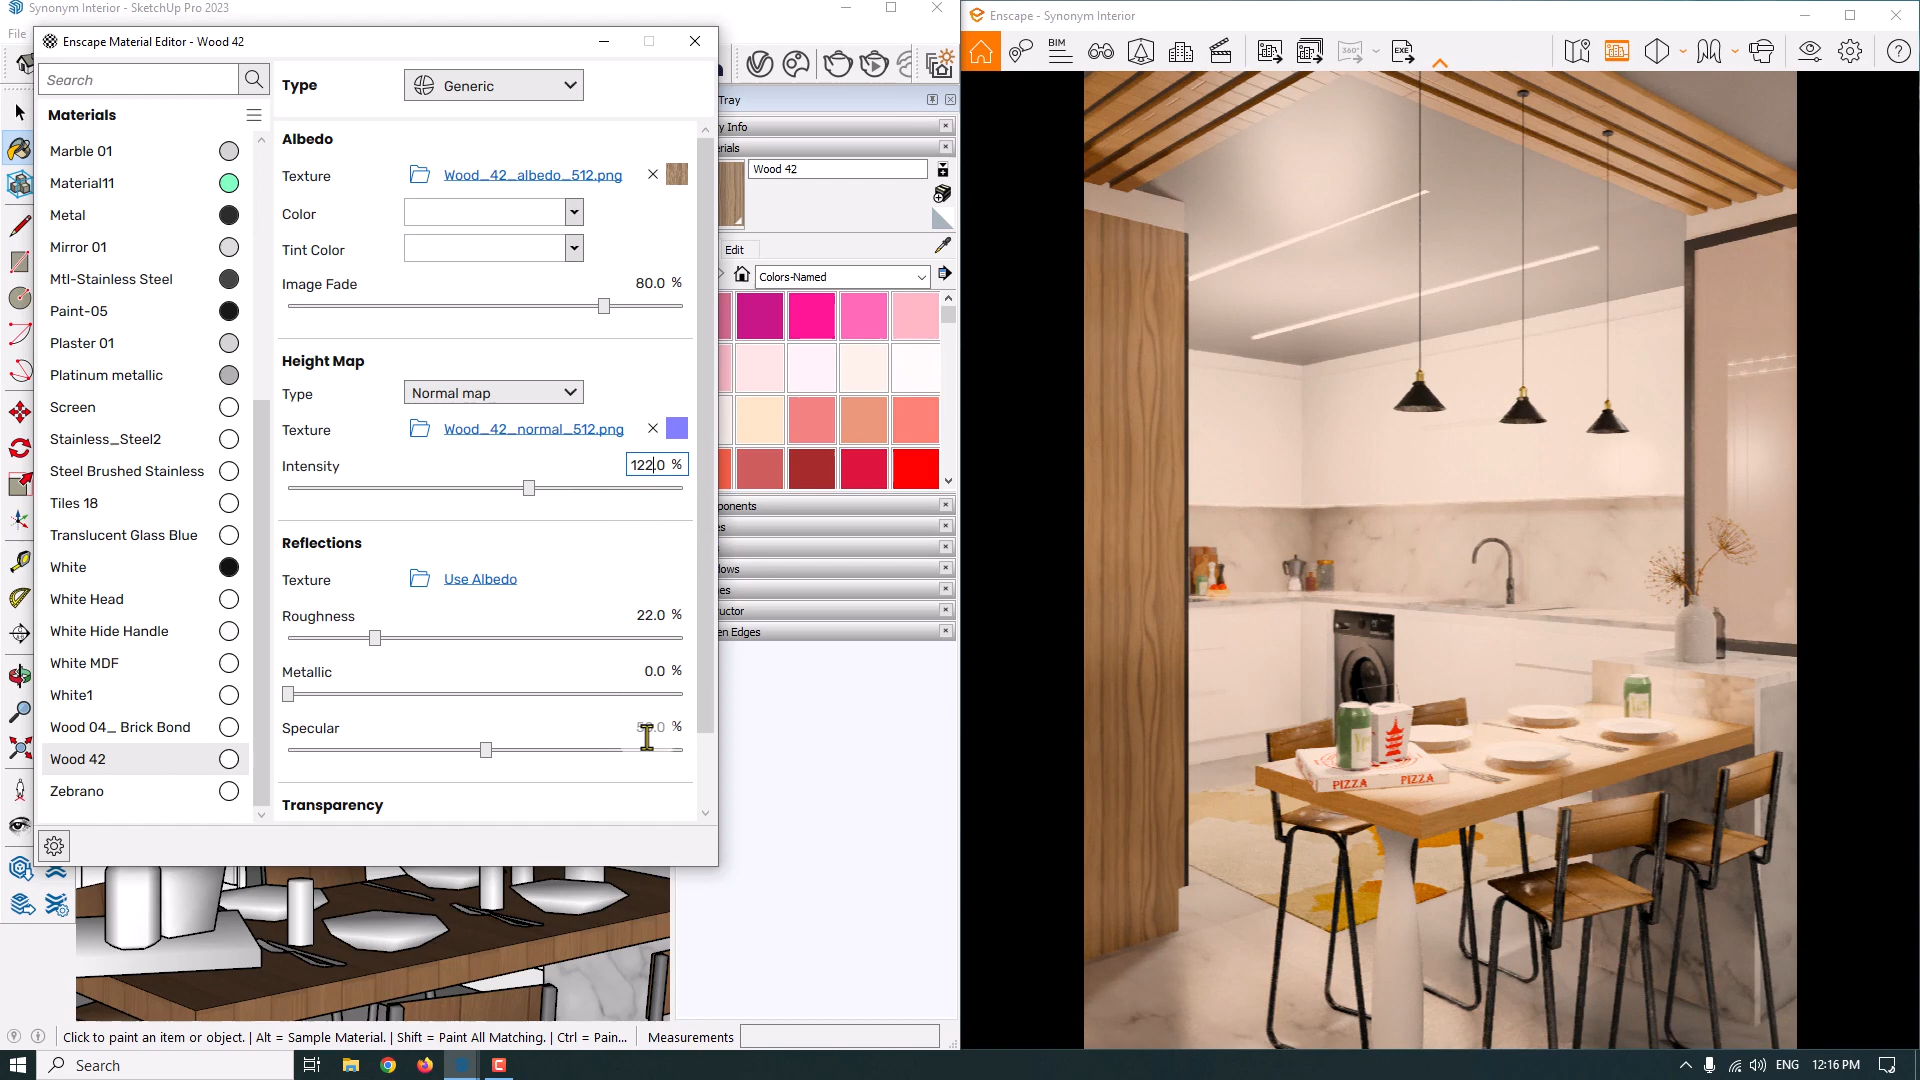 Synonym Interior - SketchUp Pro 2023
File
Enscape Material Editor - Wood 42
Search
Materials
Marble 01
Material11
Metal
Mirror 01
Mtl-Stainless Steel
Paint-05
Plaster 01
Platinum metallic
Screen
Stainless_Steel2
Steel Brushed Stainless
Tiles 18
Translucent Glass Blue
White
White Head
White Hide Handle
White MDF
White1
Wood 04_ Brick Bond
Wood 42
Zebrano
Type
Generic
Albedo
Texture
Wood_42_albedo_512.png
Color
Tint Color
Image Fade
80.0 %
Height Map
Type
Normal map
Texture
Wood_42_normal_512.png
Intensity
122.0 %
Reflections
Texture
Use Albedo
Roughness
22.0 %
Metallic
0.0 %
Specular
%
Transparency
Tray
y Info
erials
Wood 42
Edit
Colors-Named
ponents
es
lows
es
uctor
en Edges
Click to paint an item or object. | Alt = Sample Material. | Shift = Paint All Matching. | Ctrl = Pain...
Measurements
Enscape - Synonym Interior
BIM
360°
EXE
PIZZA
PIZZA
Search
ENG
12:16 PM